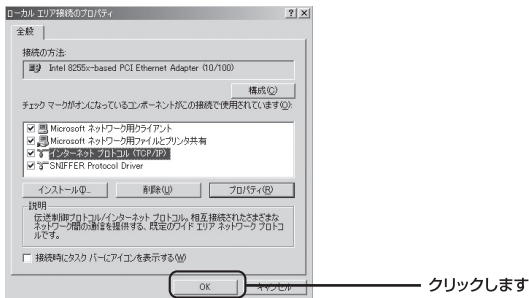 ローカル エリア接続のプロパティ
全般
接続の方法:
Intel 8255x-based PCI Ethernet Adapter (10/100)
構成(C)
チェック マークがオンになっているコンポーネントがこの接続で使用されています(O):
Microsoft ネットワーク用クライアント
Microsoft ネットワーク用ファイルとプリンタ共有
インターネット プロトコル (TCP/IP)
SNIFFER Protocol Driver
インストール(I)... 削除(U) プロパティ(R)
説明
伝送制御プロトコル/インターネット プロトコル。相互接続されたさまざまな
ネットワーク間の通信を提供する、既定のワイド エリア ネットワーク プロトコ
ルです。
接続時にタスク バーにアイコンを表示する(W)
OK キャンセル
クリックします